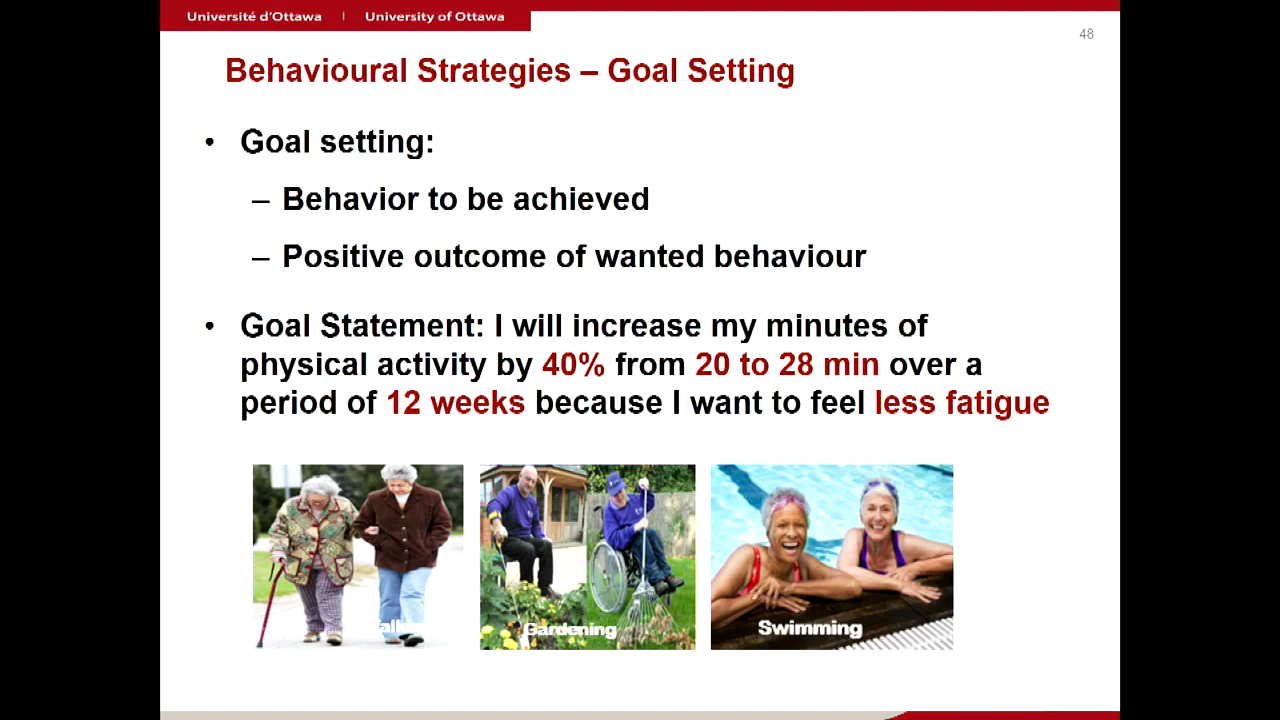 Université d'Ottawa | University of Ottawa
48
Behavioural Strategies – Goal Setting
• Goal setting:
– Behavior to be achieved
– Positive outcome of wanted behaviour
• Goal Statement: I will increase my minutes of
physical activity by 40% from 20 to 28 min over a
period of 12 weeks because I want to feel less fatigue
Gardening
Swimming